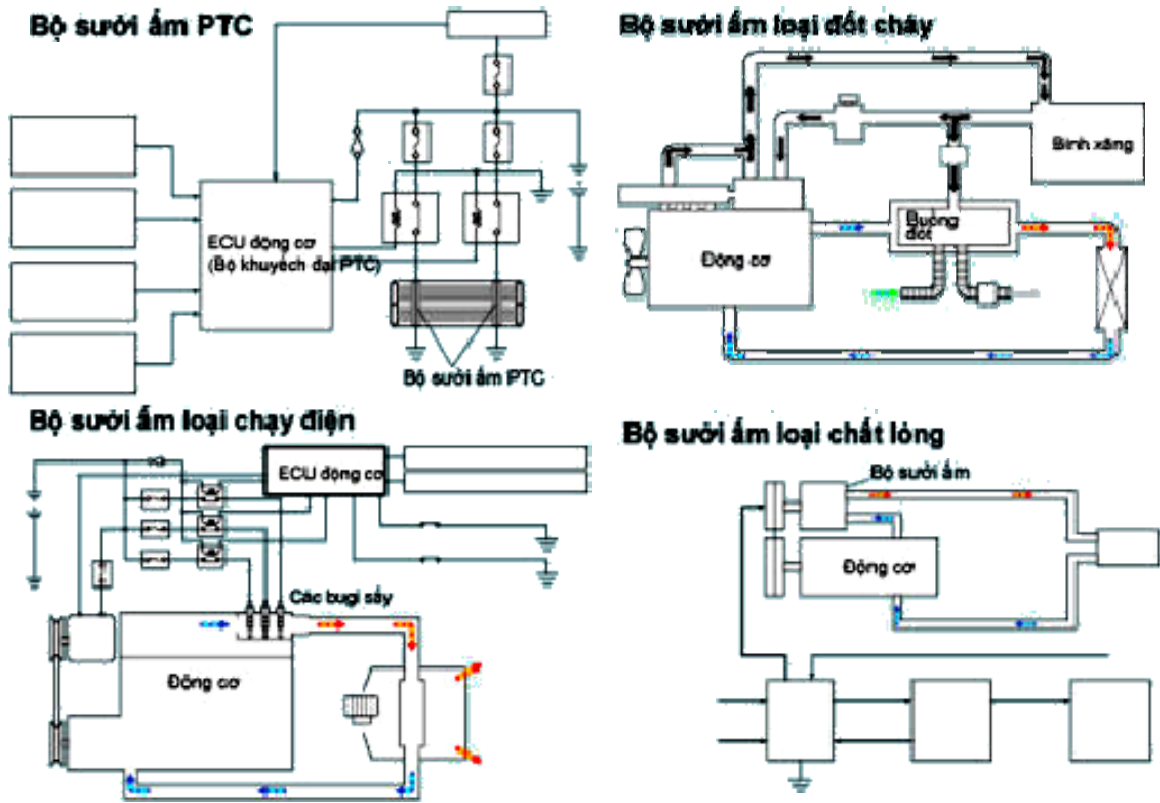 Bộ sưởi ấm PTC
ECU động cơ
(Bộ khuyếch đại PTC)
Bộ sưởi ấm PTC
Bộ sưởi ấm loại đốt cháy
Bình xăng
Buồng
đốt
Động cơ
Bộ sưởi ấm loại chạy điện
ECU động cơ
Các bugi sấy
Động cơ
Bộ sưởi ấm loại chất lỏng
Bộ sưởi ấm
Động cơ